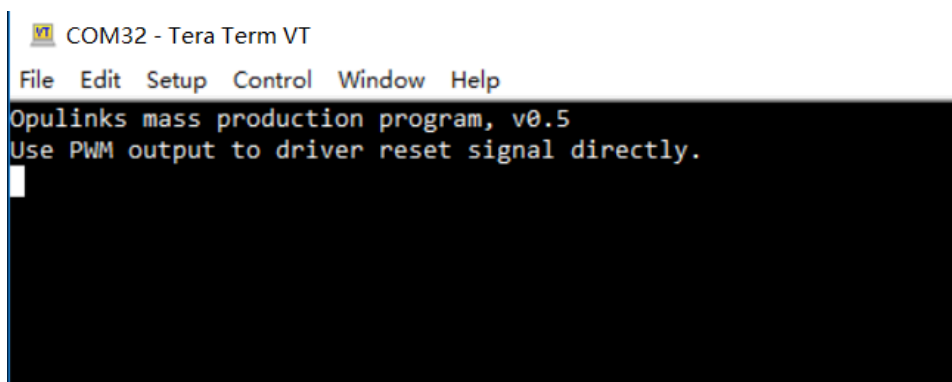 VT COM32 - Tera Term VT
File Edit Setup Control Window Help
Opulinks mass production program, v0.5
Use PWM output to driver reset signal directly.